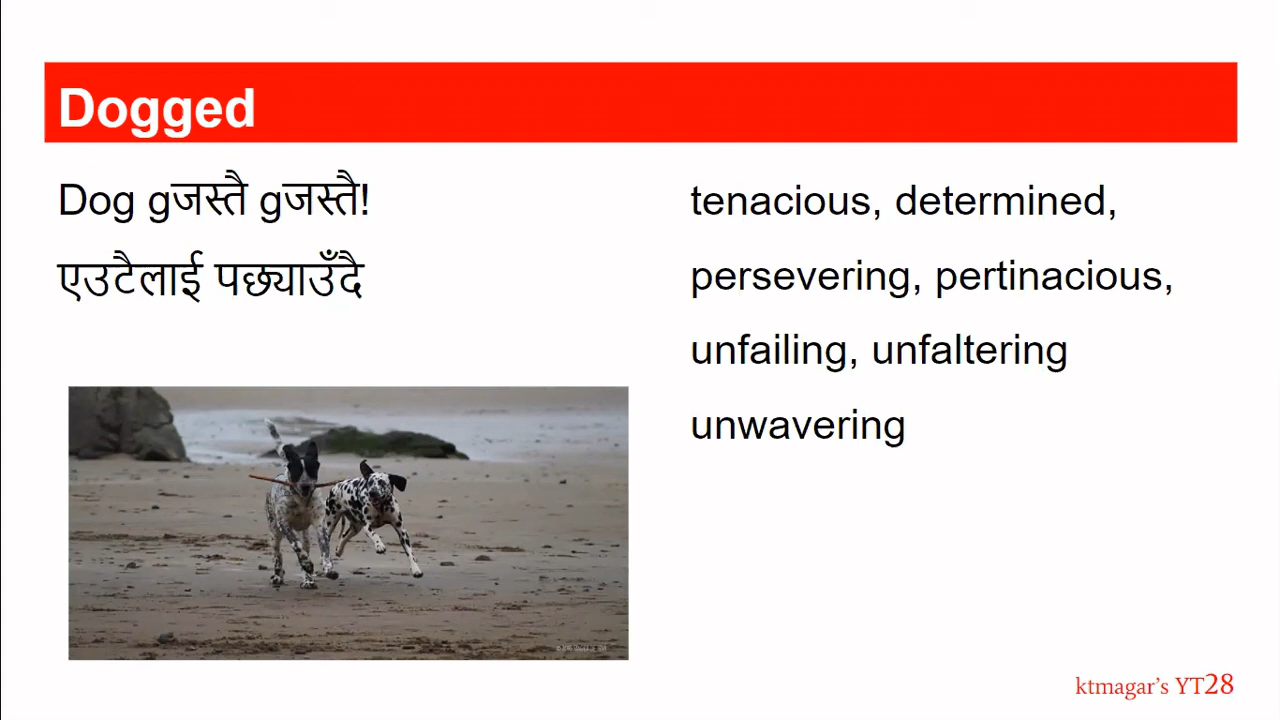 Dogged
Dog gजस्तै gजस्तै!
एउटैलाई पछ्याउँदै
tenacious, determined,
persevering, pertinacious,
unfailing, unfaltering
unwavering
ktmagar's YT28